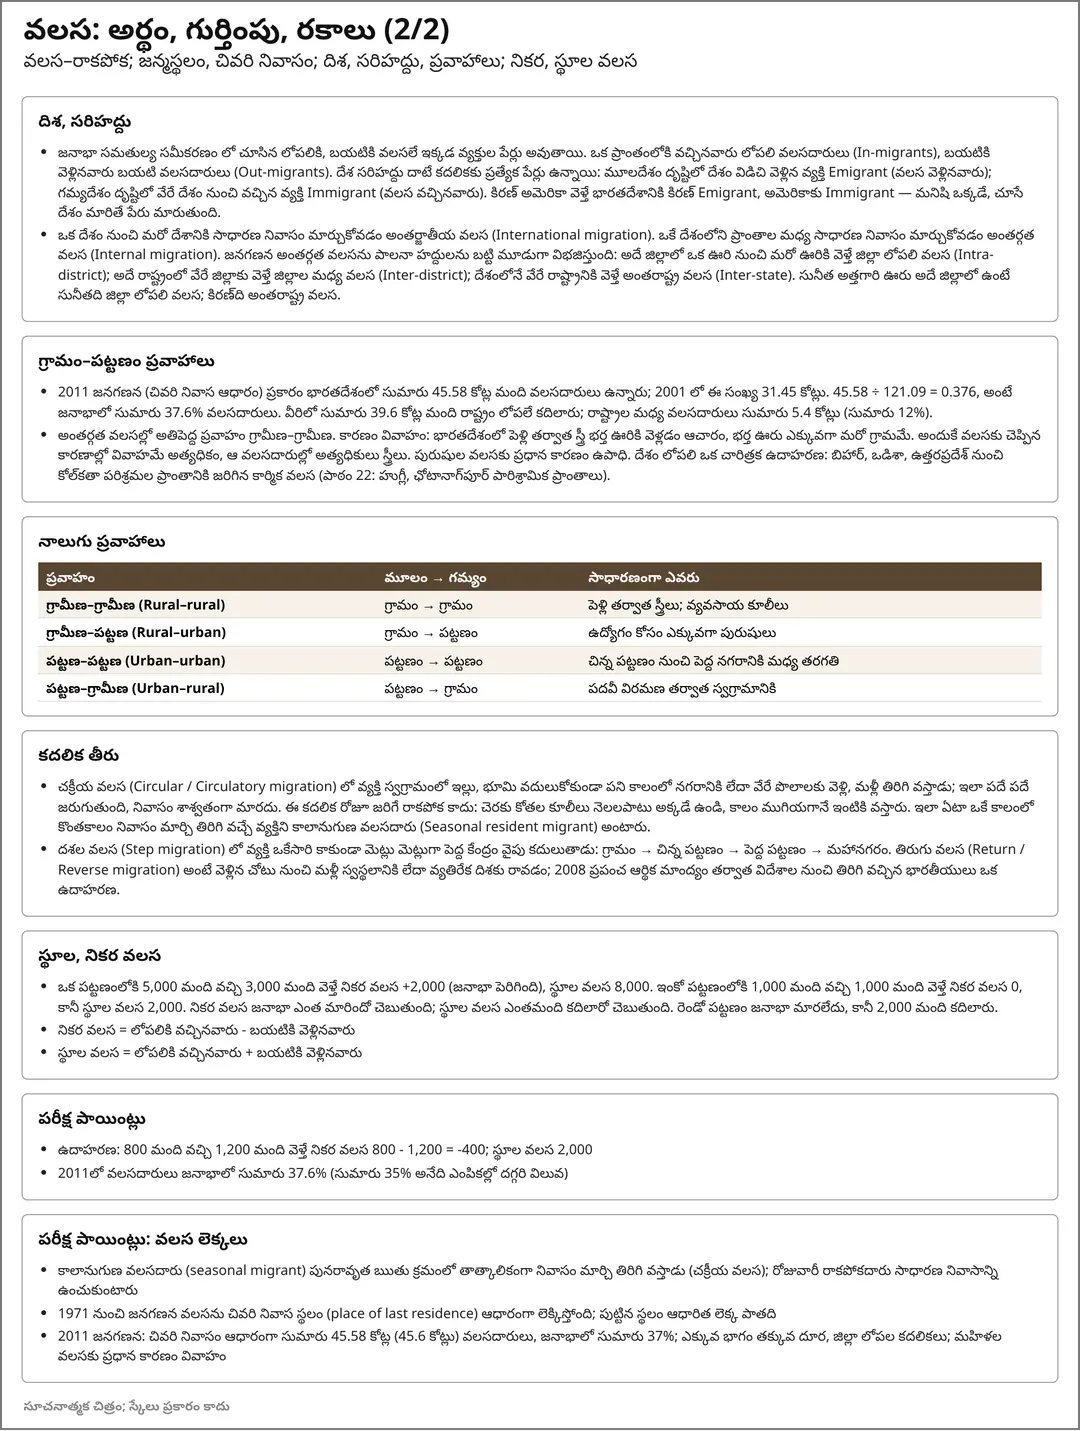 వలస: అర్థం, గుర్తింపు, రకాలు (2/2)
వలస–రాకపోక; జన్మస్థలం, చివరి నివాసం; దిశ, సరిహద్దు, ప్రవాహాలు; నికర, స్థూల వలస
దిశ, సరిహద్దు
• జనాభా సమతుల్య సమీకరణం లో చూసిన లోపలికి, బయటికి వలసలే ఇక్కడ వ్యక్తుల పేర్లు అవుతాయి. ఒక ప్రాంతంలోకి వచ్చినవారు లోపలి వలసదారులు (In-migrants), బయటికి
వెళ్లినవారు బయటి వలసదారులు (Out-migrants). దేశ సరిహద్దు దాటే కదలికకు ప్రత్యేక పేర్లు ఉన్నాయి: మూలదేశం దృష్టిలో దేశం విడిచి వెళ్లిన వ్యక్తి Emigrant (వలస వెళ్లినవారు);
గమ్యదేశం దృష్టిలో వేరే దేశం నుంచి వచ్చిన వ్యక్తి Immigrant (వలస వచ్చినవారు). కిరణ్ అమెరికా వెళ్తే భారతదేశానికి కిరణ్ Emigrant, అమెరికాకు Immigrant — మనిషి ఒక్కడే, చూసే
దేశం మారితే పేరు మారుతుంది.
• ఒక దేశం నుంచి మరో దేశానికి సాధారణ నివాసం మార్చుకోవడం అంతర్జాతీయ వలస (International migration). ఒకే దేశంలోని ప్రాంతాల మధ్య సాధారణ నివాసం మార్చుకోవడం అంతర్గత
వలస (Internal migration). జనగణన అంతర్గత వలసను పాలనా హద్దులను బట్టి మూడుగా విభజిస్తుంది: అదే జిల్లాలో ఒక ఊరి నుంచి మరో ఊరికి వెళ్తే జిల్లా లోపలి వలస (Intra-
district); అదే రాష్ట్రంలో వేరే జిల్లాకు వెళ్తే జిల్లాల మధ్య వలస (Inter-district); దేశంలోనే వేరే రాష్ట్రానికి వెళ్తే అంతరాష్ట్ర వలస (Inter-state). సునీత అత్తగారి ఊరు అదే జిల్లాలో ఉంటే
సునీతది జిల్లా లోపలి వలస; కిరణ్‌ది అంతరాష్ట్ర వలస.
గ్రామం–పట్టణం ప్రవాహాలు
• 2011 జనగణన (చివరి నివాస ఆధారం) ప్రకారం భారతదేశంలో సుమారు 45.58 కోట్ల మంది వలసదారులు ఉన్నారు; 2001 లో ఈ సంఖ్య 31.45 కోట్లు. 45.58 ÷ 121.09 = 0.376, అంటే
జనాభాలో సుమారు 37.6% వలసదారులు. వీరిలో సుమారు 39.6 కోట్ల మంది రాష్ట్రం లోపలే కదిలారు; రాష్ట్రాల మధ్య వలసదారులు సుమారు 5.4 కోట్లు (సుమారు 12%).
• అంతర్గత వలసల్లో అతిపెద్ద ప్రవాహం గ్రామీణ–గ్రామీణ. కారణం వివాహం: భారతదేశంలో పెళ్లి తర్వాత స్త్రీ భర్త ఊరికి వెళ్లడం ఆచారం, భర్త ఊరు ఎక్కువగా మరో గ్రామమే. అందుకే వలసకు చెప్పిన
కారణాల్లో వివాహమే అత్యధికం, ఆ వలసదారుల్లో అత్యధికులు స్త్రీలు. పురుషుల వలసకు ప్రధాన కారణం ఉపాధి. దేశం లోపలి ఒక చారిత్రక ఉదాహరణ: బిహార్, ఒడిశా, ఉత్తరప్రదేశ్ నుంచి
కోల్‌కతా పరిశ్రమల ప్రాంతానికి జరిగిన కార్మిక వలస (పాఠం 22: హుగ్లీ, ఛోటానాగ్‌పూర్ పారిశ్రామిక ప్రాంతాలు).
నాలుగు ప్రవాహాలు
ప్రవాహం మూలం → గమ్యం సాధారణంగా ఎవరు
గ్రామీణ–గ్రామీణ (Rural–rural) గ్రామం → గ్రామం పెళ్లి తర్వాత స్త్రీలు; వ్యవసాయ కూలీలు
గ్రామీణ–పట్టణ (Rural–urban) గ్రామం → పట్టణం ఉద్యోగం కోసం ఎక్కువగా పురుషులు
పట్టణ–పట్టణ (Urban–urban) పట్టణం → పట్టణం చిన్న పట్టణం నుంచి పెద్ద నగరానికి మధ్య తరగతి
పట్టణ–గ్రామీణ (Urban–rural) పట్టణం → గ్రామం పదవీ విరమణ తర్వాత స్వగ్రామానికి
కదలిక తీరు
• చక్రీయ వలస (Circular / Circulatory migration) లో వ్యక్తి స్వగ్రామంలో ఇల్లు, భూమి వదులుకోకుండా పని కాలంలో నగరానికి లేదా వేరే పొలాలకు వెళ్లి, మళ్లీ తిరిగి వస్తాడు; ఇలా పదే పదే
జరుగుతుంది, నివాసం శాశ్వతంగా మారదు. ఈ కదలిక రోజూ జరిగే రాకపోక కాదు: చెరకు కోతల కూలీలు నెలలపాటు అక్కడే ఉండి, కాలం ముగియగానే ఇంటికి వస్తారు. ఇలా ఏటా ఒకే కాలంలో
కొంతకాలం నివాసం మార్చి తిరిగి వచ్చే వ్యక్తిని కాలానుగుణ వలసదారు (Seasonal resident migrant) అంటారు.
• దశల వలస (Step migration) లో వ్యక్తి ఒకేసారి కాకుండా మెట్లు మెట్లుగా పెద్ద కేంద్రం వైపు కదులుతాడు: గ్రామం → చిన్న పట్టణం → పెద్ద పట్టణం → మహానగరం. తిరుగు వలస (Return /
Reverse migration) అంటే వెళ్లిన చోటు నుంచి మళ్లీ స్వస్థలానికి లేదా వ్యతిరేక దిశకు రావడం; 2008 ప్రపంచ ఆర్థిక మాంద్యం తర్వాత విదేశాల నుంచి తిరిగి వచ్చిన భారతీయులు ఒక
ఉదాహరణ.
స్థూల, నికర వలస
• ఒక పట్టణంలోకి 5,000 మంది వచ్చి 3,000 మంది వెళ్తే నికర వలస +2,000 (జనాభా పెరిగింది), స్థూల వలస 8,000. ఇంకో పట్టణంలోకి 1,000 మంది వచ్చి 1,000 మంది వెళ్తే నికర వలస 0,
కానీ స్థూల వలస 2,000. నికర వలస జనాభా ఎంత మారిందో చెబుతుంది; స్థూల వలస ఎంతమంది కదిలారో చెబుతుంది. రెండో పట్టణం జనాభా మారలేదు, కానీ 2,000 మంది కదిలారు.
• నికర వలస = లోపలికి వచ్చినవారు - బయటికి వెళ్లినవారు
• స్థూల వలస = లోపలికి వచ్చినవారు + బయటికి వెళ్లినవారు
పరీక్ష పాయింట్లు
• ఉదాహరణ: 800 మంది వచ్చి 1,200 మంది వెళ్తే నికర వలస 800 - 1,200 = -400; స్థూల వలస 2,000
• 2011లో వలసదారులు జనాభాలో సుమారు 37.6% (సుమారు 35% అనేది ఎంపికల్లో దగ్గరి విలువ)
పరీక్ష పాయింట్లు: వలస లెక్కలు
• కాలానుగుణ వలసదారు (seasonal migrant) పునరావృత ఋతు క్రమంలో తాత్కాలికంగా నివాసం మార్చి తిరిగి వస్తాడు (చక్రీయ వలస); రోజువారీ రాకపోకదారు సాధారణ నివాసాన్ని
ఉంచుకుంటారు
• 1971 నుంచి జనగణన వలసను చివరి నివాస స్థలం (place of last residence) ఆధారంగా లెక్కిస్తోంది; పుట్టిన స్థలం ఆధారిత లెక్క పాతది
• 2011 జనగణన: చివరి నివాసం ఆధారంగా సుమారు 45.58 కోట్ల (45.6 కోట్లు) వలసదారులు, జనాభాలో సుమారు 37%; ఎక్కువ భాగం తక్కువ దూర, జిల్లా లోపల కదలికలు; మహిళల
వలసకు ప్రధాన కారణం వివాహం
సూచనాత్మక చిత్రం; స్కేలు ప్రకారం కాదు